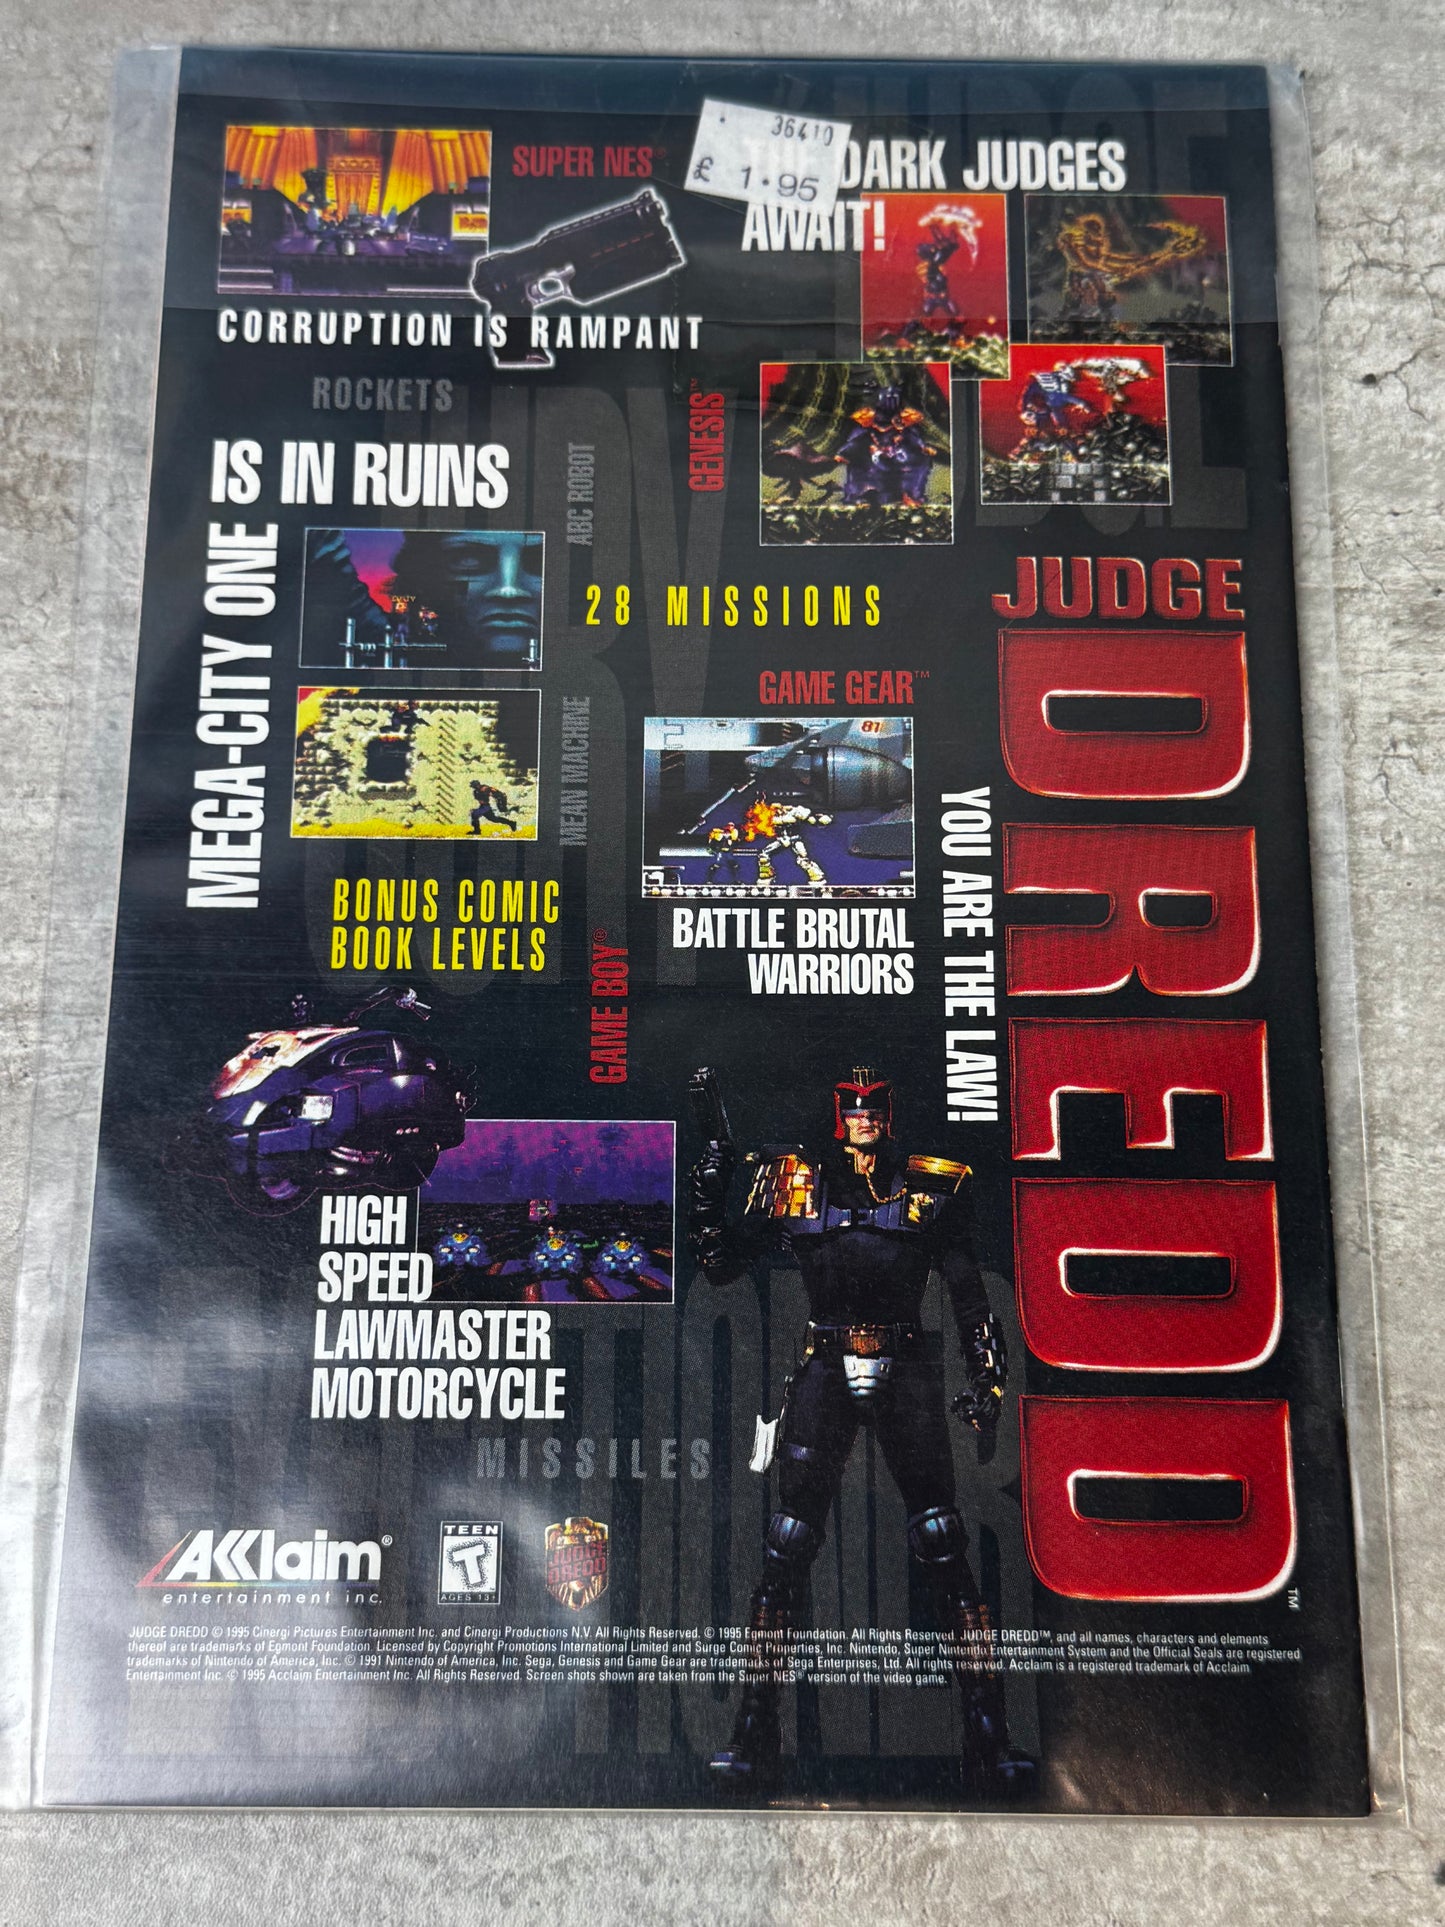 36410
£ 1.95
SUPER NES®
DARK JUDGES
AWAIT!
CORRUPTION IS RAMPANT
ROCKETS
GENESIS™
IS IN RUINS
MEGA-CITY ONE
ABC ROBOT
28 MISSIONS
JUDGE
DREDD™
GAME GEAR™
81
MEAN MACHINE
YOU ARE THE LAW!
BONUS COMIC
BOOK LEVELS
BATTLE BRUTAL
WARRIORS
GAME BOY®
HIGH
SPEED
LAWMASTER
MOTORCYCLE
MISSILES
JUDGE
JURY
EXECUTIONER
AKKlaim®
entertainment inc.
TEEN
T
AGES 13+
JUDGE
DREDD
JUDGE DREDD © 1995 Cinergi Pictures Entertainment Inc. and Cinergi Productions N.V. All Rights Reserved. © 1995 Egmont Foundation. All Rights Reserved. JUDGE DREDD™, and all names, characters and elements
thereof are trademarks of Egmont Foundation. Licensed by Copyright Promotions International Limited and Surge Comic Properties, Inc. Nintendo, Super Nintendo Entertainment System and the Official Seals are registered
trademarks of Nintendo of America, Inc. © 1991 Nintendo of America, Inc. Sega, Genesis and Game Gear are trademarks of Sega Enterprises, Ltd. All rights reserved. Acclaim is a registered trademark of Acclaim
Entertainment Inc. © 1995 Acclaim Entertainment Inc. All Rights Reserved. Screen shots shown are taken from the Super NES® version of the video game.